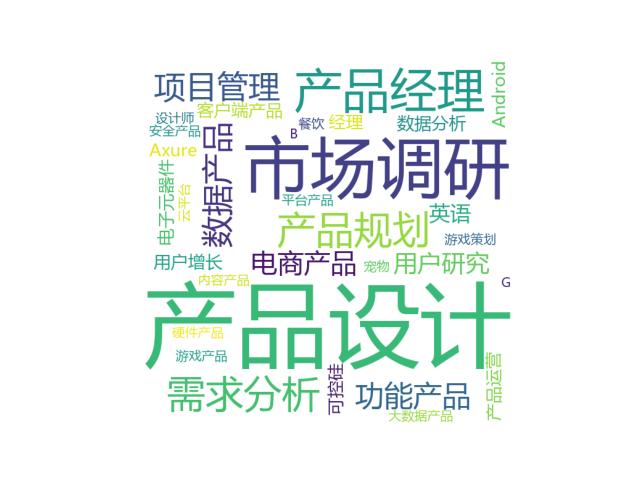 项目管理
产品经理
Android
设计师
客户端产品
安全产品
B
餐饮
经理
数据分析
Axure
数据产品
市场调研
电子元器件
云平台
平台产品
产品规划
英语
游戏策划
用户增长
电商产品
宠物
用户研究
内容产品
G
产品设计
硬件产品
游戏产品
需求分析
可控硅
功能产品
产品运营
大数据产品